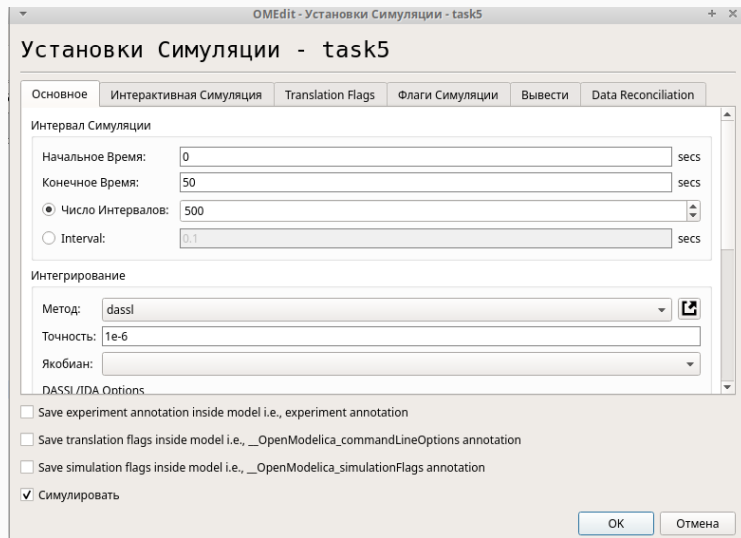 OMEdit - Установки Симуляции - task5
Установки Симуляции - task5
Основное Интерактивная Симуляция Translation Flags Флаги Симуляции Вывести Data Reconciliation
Интервал Симуляции
Начальное Время: 0 secs
Конечное Время: 50 secs
Число Интервалов: 500
Interval: 0.1 secs
Интегрирование
Метод: dassl
Точность: 1e-6
Якобиан:
DASSL/IDA Options
Save experiment annotation inside model i.e., experiment annotation
Save translation flags inside model i.e., __OpenModelica_commandLineOptions annotation
Save simulation flags inside model i.e., __OpenModelica_simulationFlags annotation
Симулировать
OK Отмена